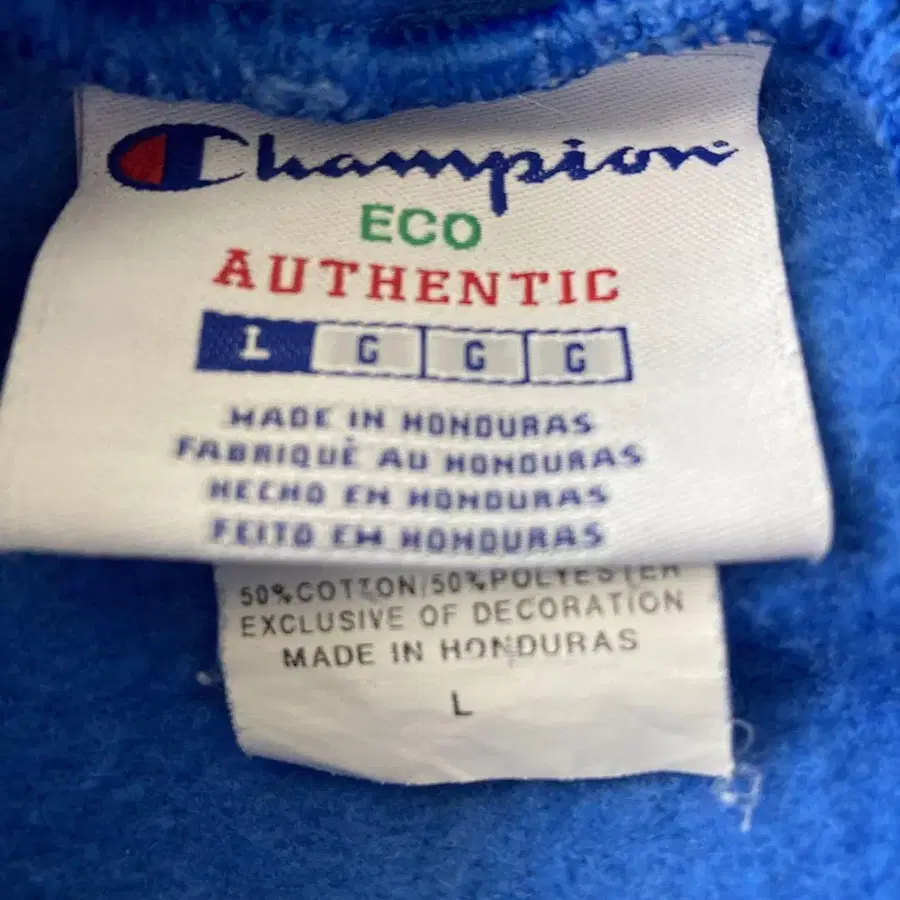 Champion
ECO
AUTHENTIC
L G G G
MADE IN HONDURAS
FABRIQUÈ AU HONDURAS
HECHO EN HONDURAS
FEITO EM HONDURAS
50%COTTON/50%POLYESTER
EXCLUSIVE OF DECORATION
MADE IN HONDURAS
L